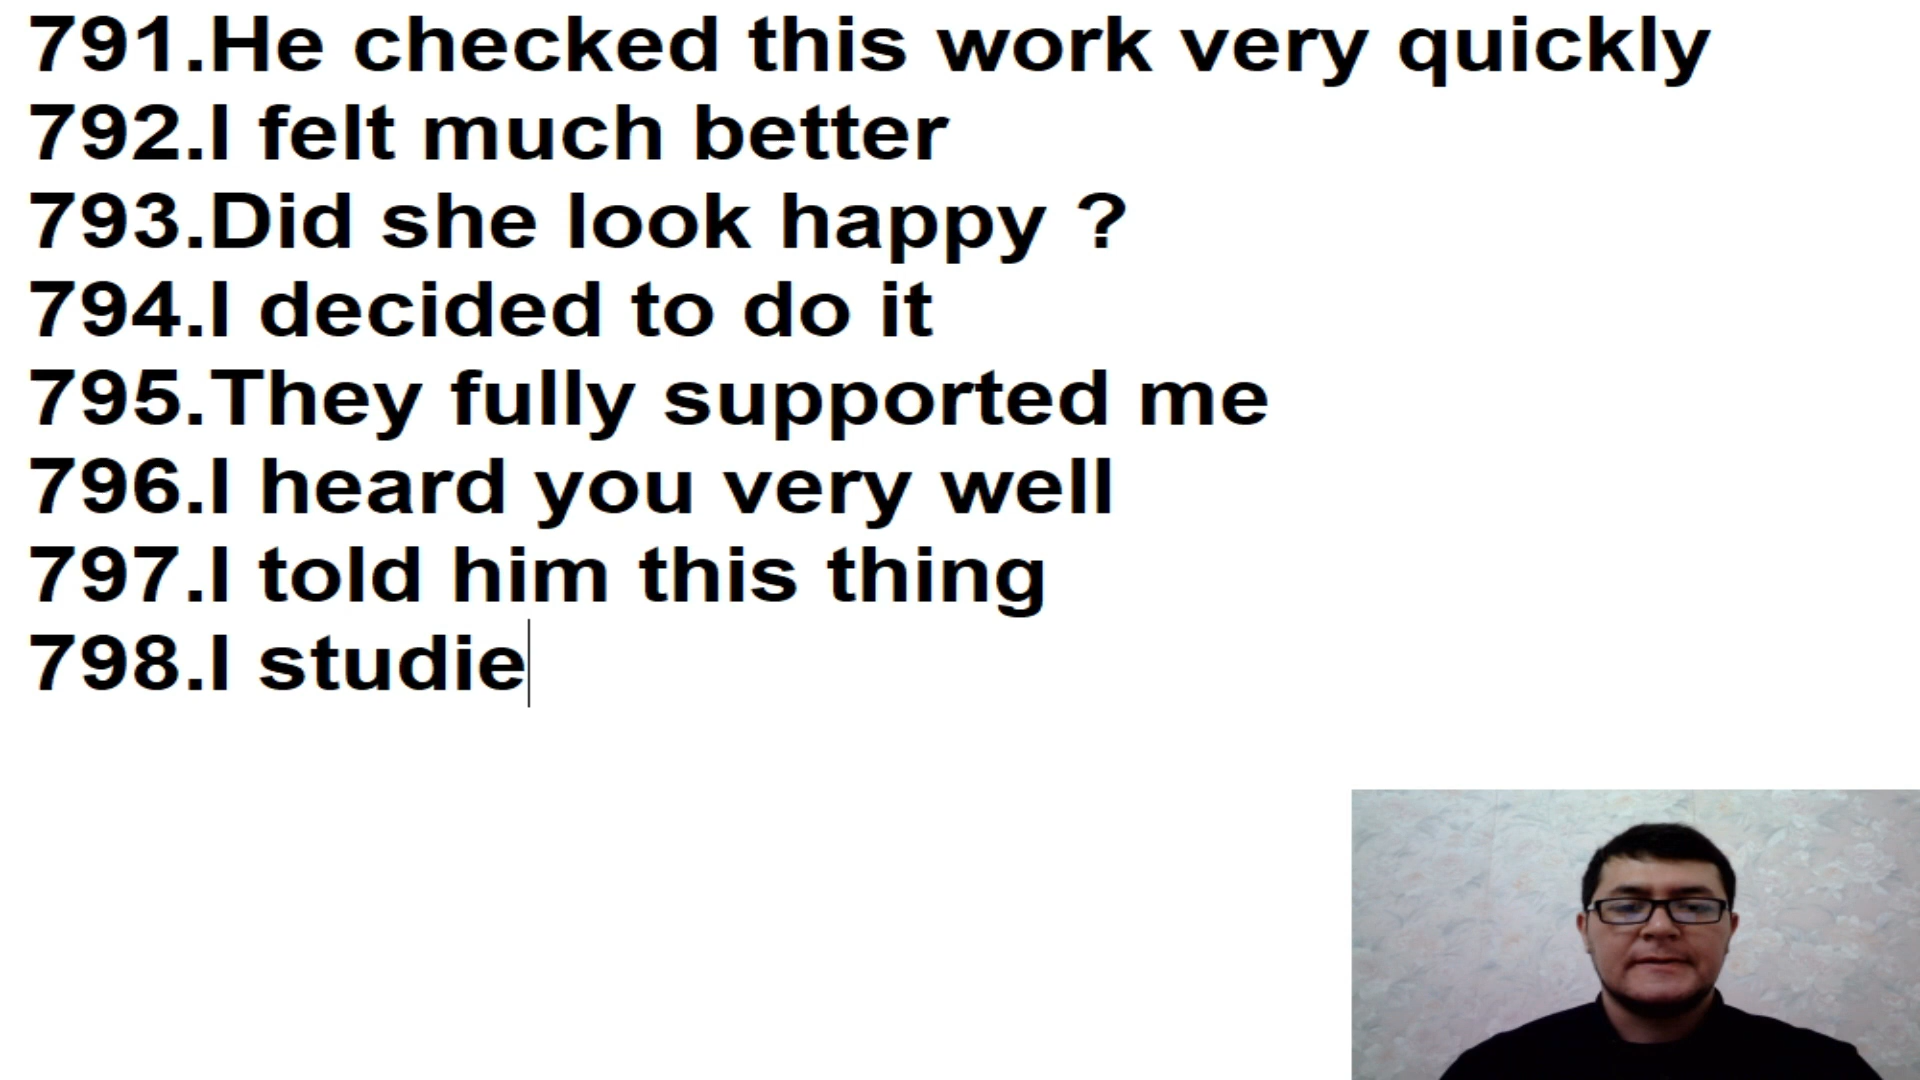 791.He checked this work very quickly
792.I felt much better
793.Did she look happy ?
794.I decided to do it
795.They fully supported me
796.I heard you very well
797.I told him this thing
798.I studie